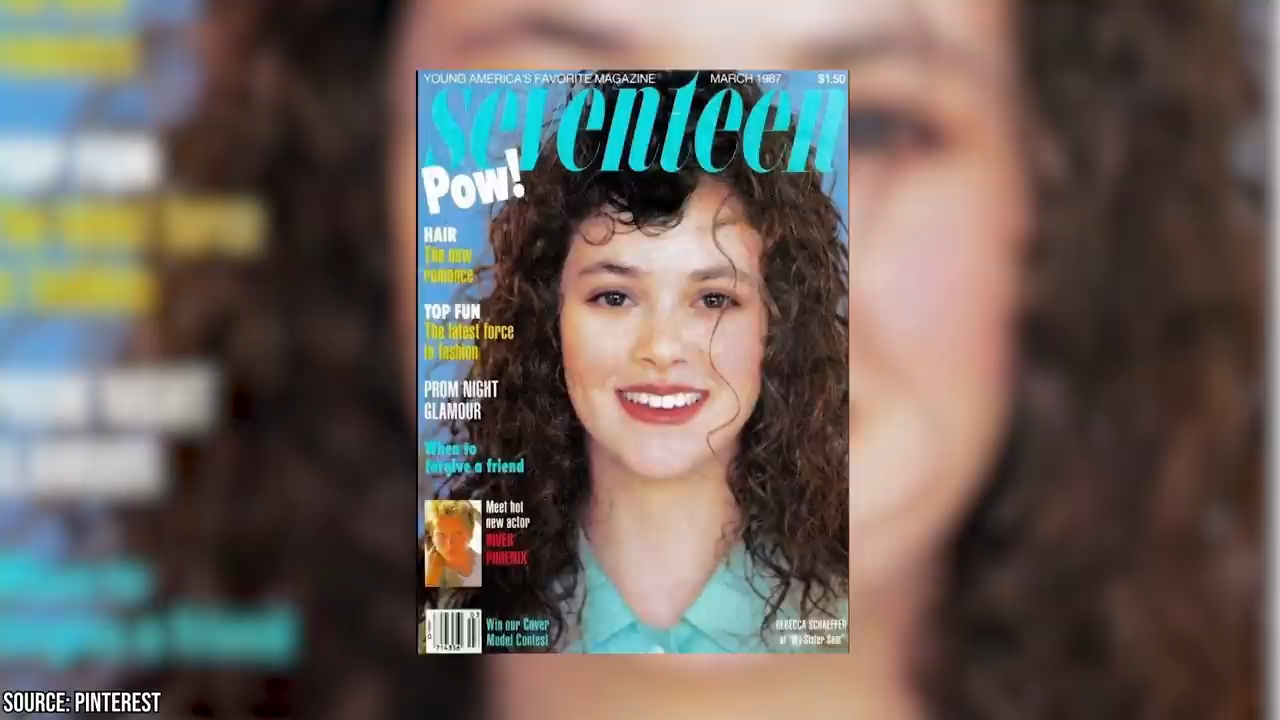 YOUNG AMERICA'S FAVORITE MAGAZINE MARCH 1987 $1.50
seventeen
Pow!
HAIR
The new
romance
TOP FUN
The latest force
in fashion
PROM NIGHT
GLAMOUR
When to
forgive a friend
Meet hot
new actor
RIVER
PHOENIX
Win our Cover
Model Contest
REBECCA SCHAEFFER
of "My Sister Sam"
SOURCE: PINTEREST